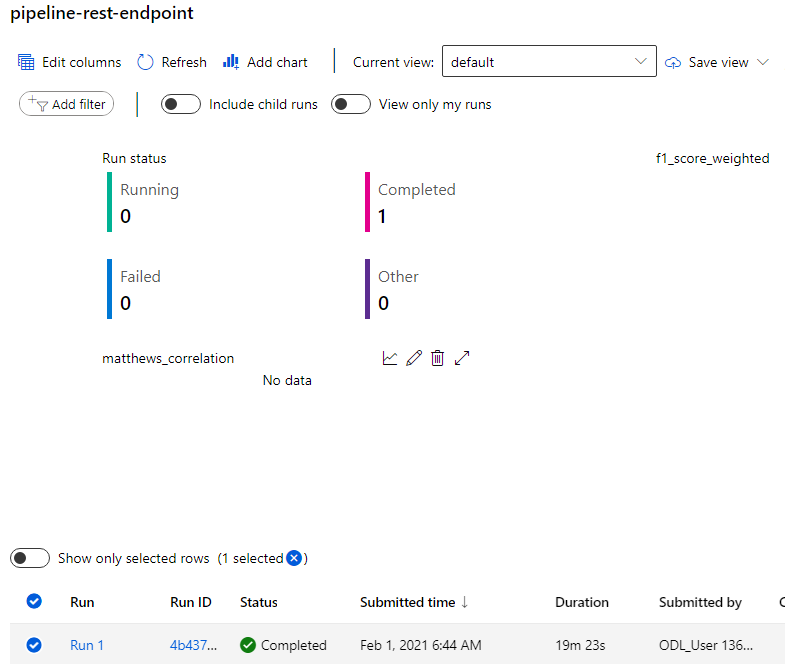 pipeline-rest-endpoint
Edit columns Refresh Add chart Current view: default Save view
Add filter Include child runs View only my runs
Run status f1_score_weighted
Running Completed
0 1
Failed Other
0 0
matthews_correlation
No data
Show only selected rows (1 selected )
Run Run ID Status Submitted time ↓ Duration Submitted by
Run 1 4b437... Completed Feb 1, 2021 6:44 AM 19m 23s ODL_User 136...